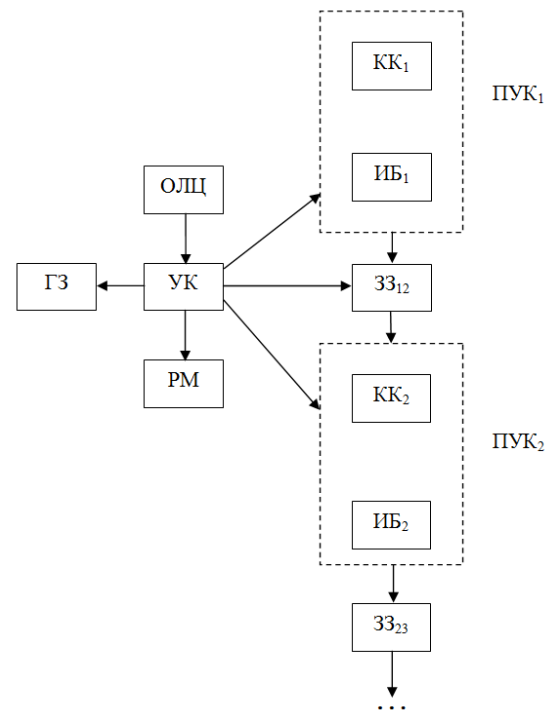 КК₁
ПУК₁
ИБ₁
ОЛЦ
ГЗ
УК
ЗЗ₁₂
РМ
КК₂
ПУК₂
ИБ₂
ЗЗ₂₃
...